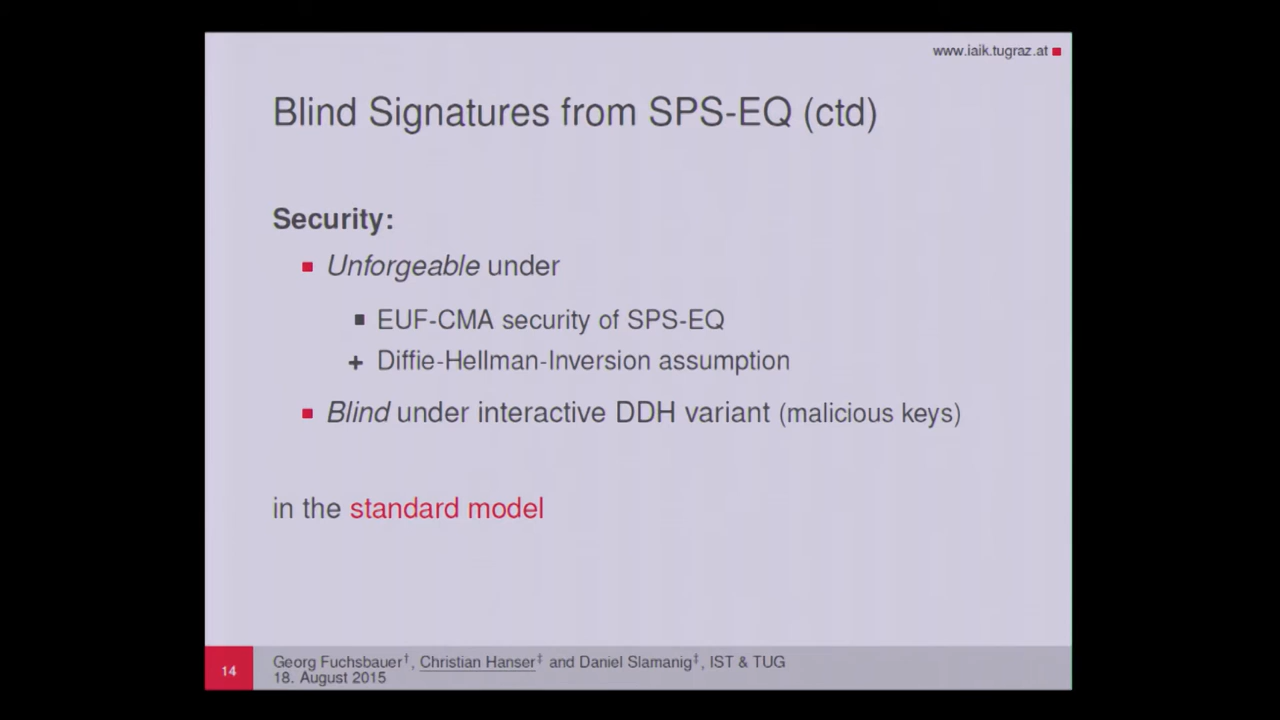 www.iaik.tugraz.at
Blind Signatures from SPS-EQ (ctd)
Security:
Unforgeable under
EUF-CMA security of SPS-EQ
+ Diffie-Hellman-Inversion assumption
Blind under interactive DDH variant (malicious keys)
in the standard model
14
Georg Fuchsbauer†, Christian Hanser‡ and Daniel Slamanig‡, IST & TUG
18. August 2015